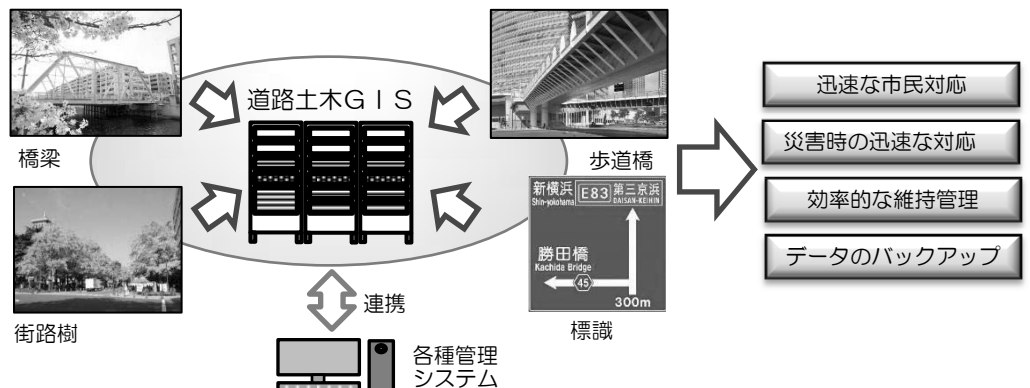 道路土木ＧＩＳ
橋梁
歩道橋
街路樹
新横浜
Shin-yokohama
E83
第三京浜
DAISAN-KEIHIN
勝田橋
Kachida Bridge
45
300m
標識
連携
各種管理
システム
迅速な市民対応
災害時の迅速な対応
効率的な維持管理
データのバックアップ